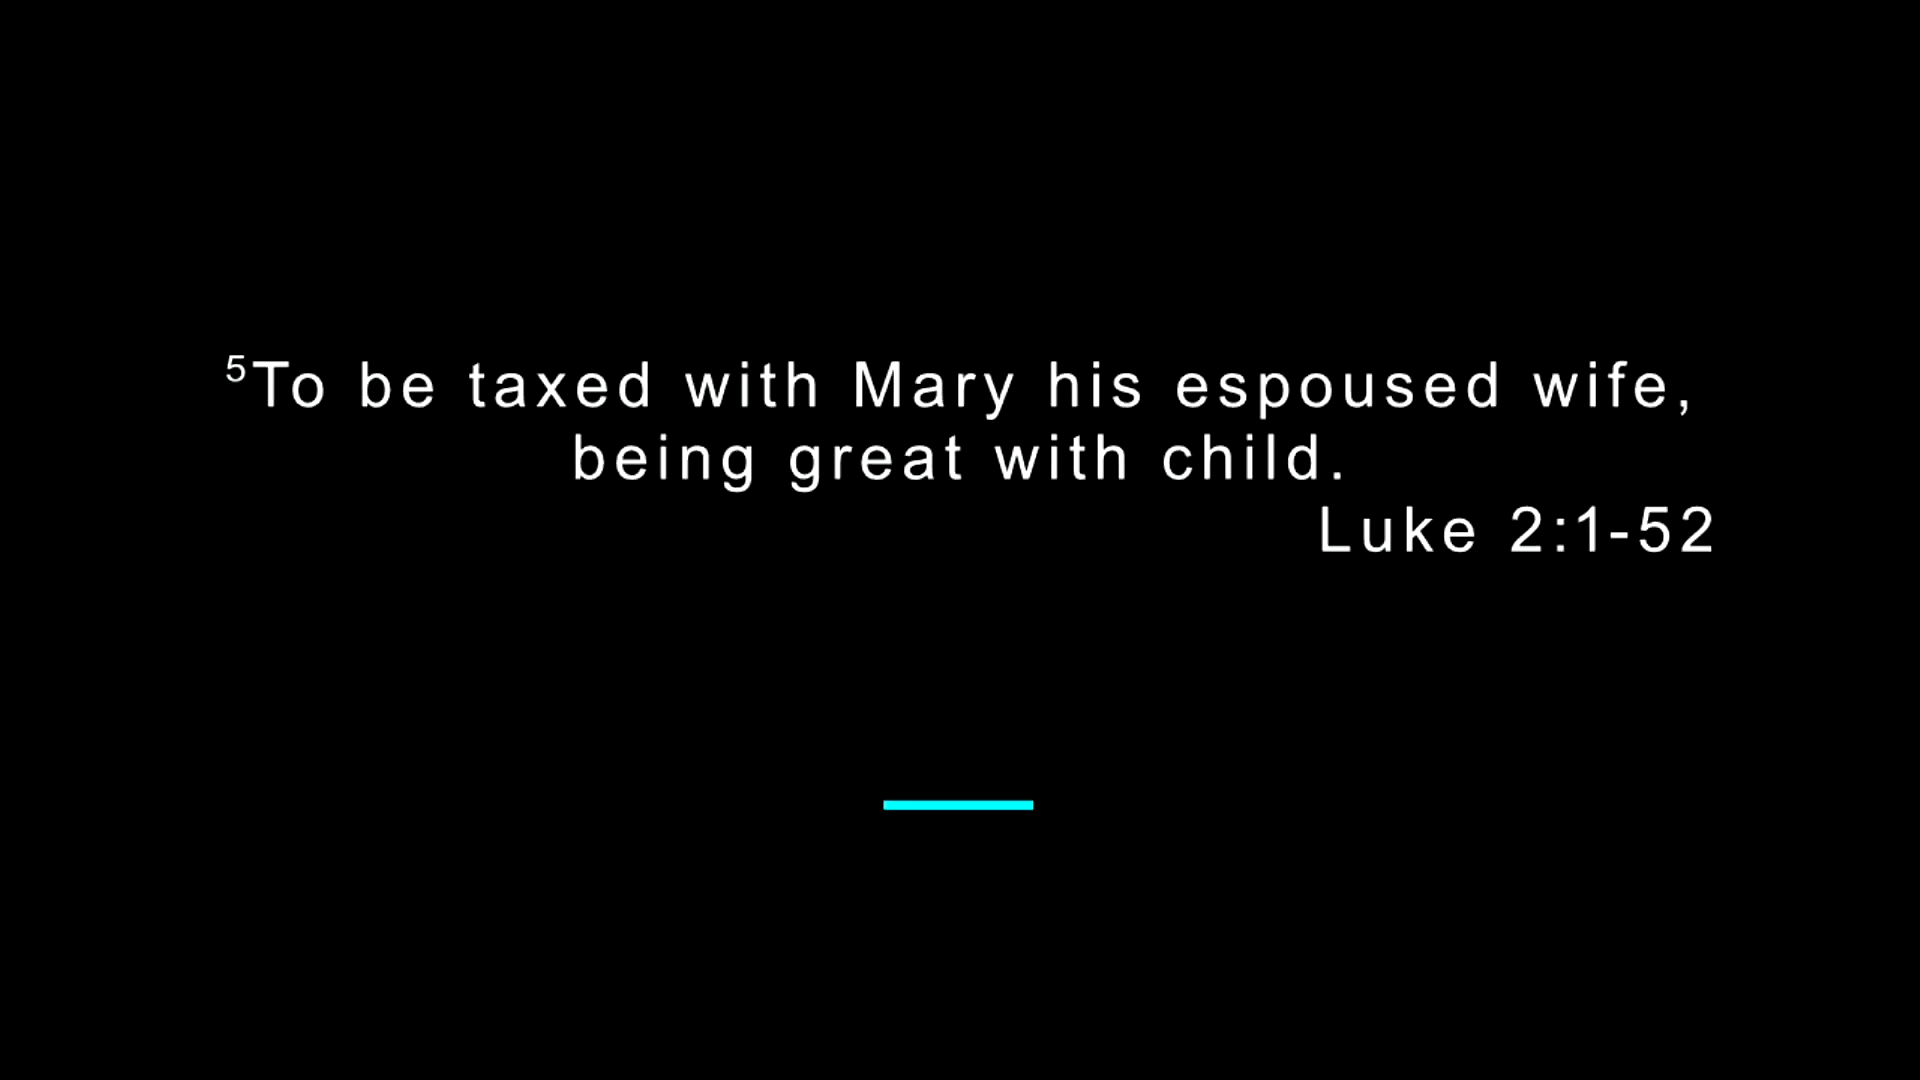 ⁵To be taxed with Mary his espoused wife,
being great with child.
Luke 2:1-52